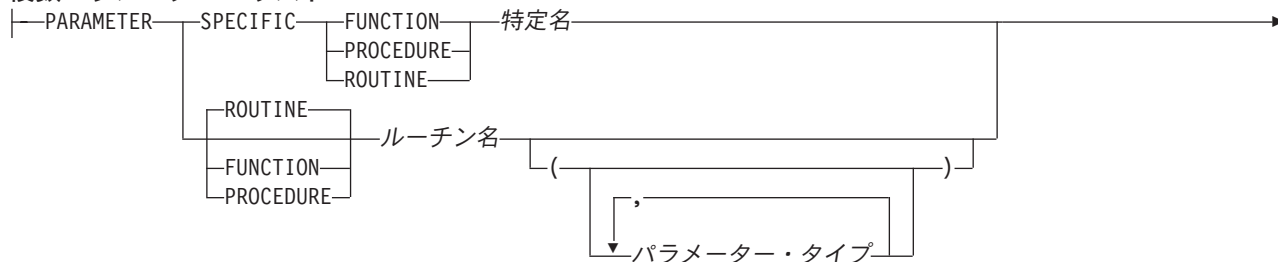 PARAMETER SPECIFIC FUNCTION 特定名
PROCEDURE
ROUTINE
ROUTINE
ルーチン名
FUNCTION
PROCEDURE
( )
,
パラメーター・タイプ